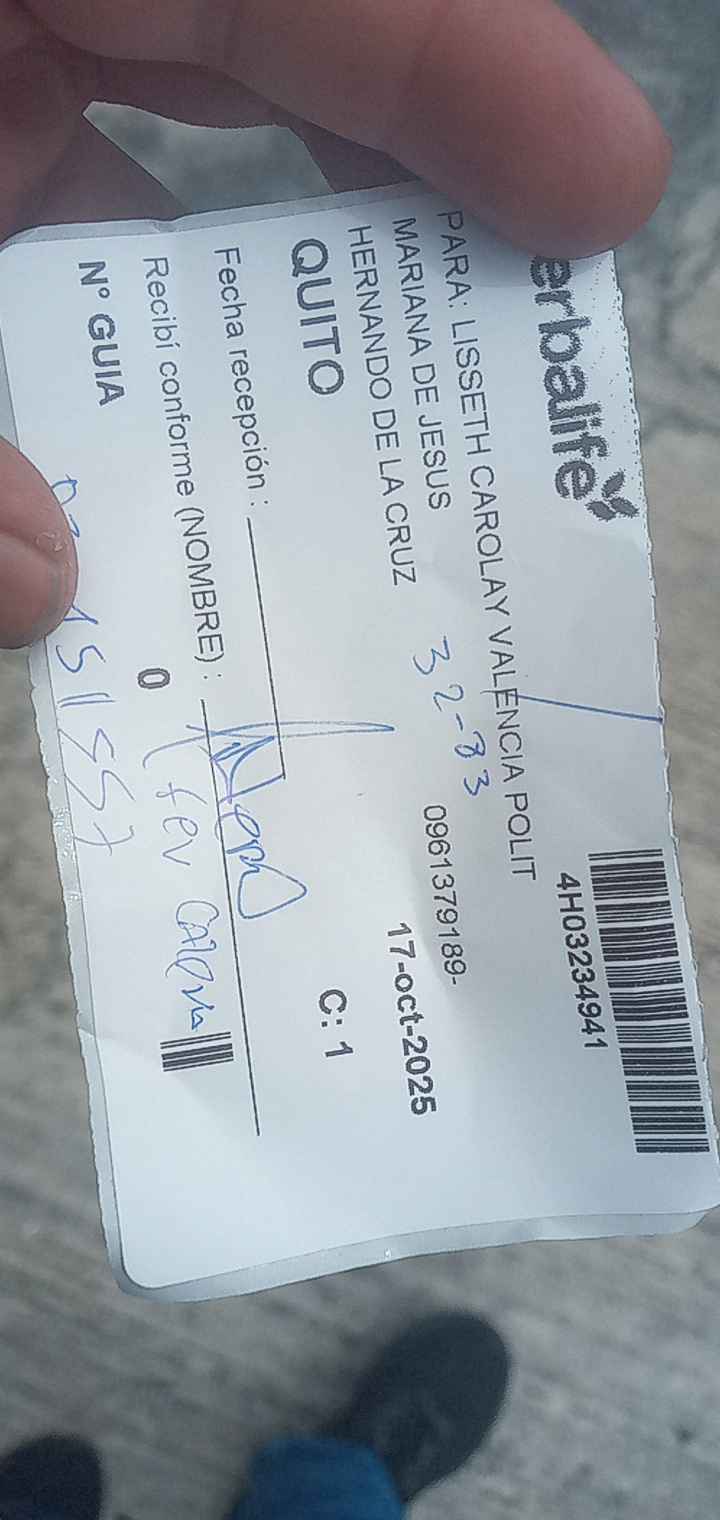 erbalife
4H03234941
PARA: LISSETH CAROLAY VALENCIA POLIT
MARIANA DE JESUS
32-83
0961379189-
HERNANDO DE LA CRUZ
17-oct-2025
QUITO
C: 1
Fecha recepción :
Recibí conforme (NOMBRE) :
0
N° GUIA